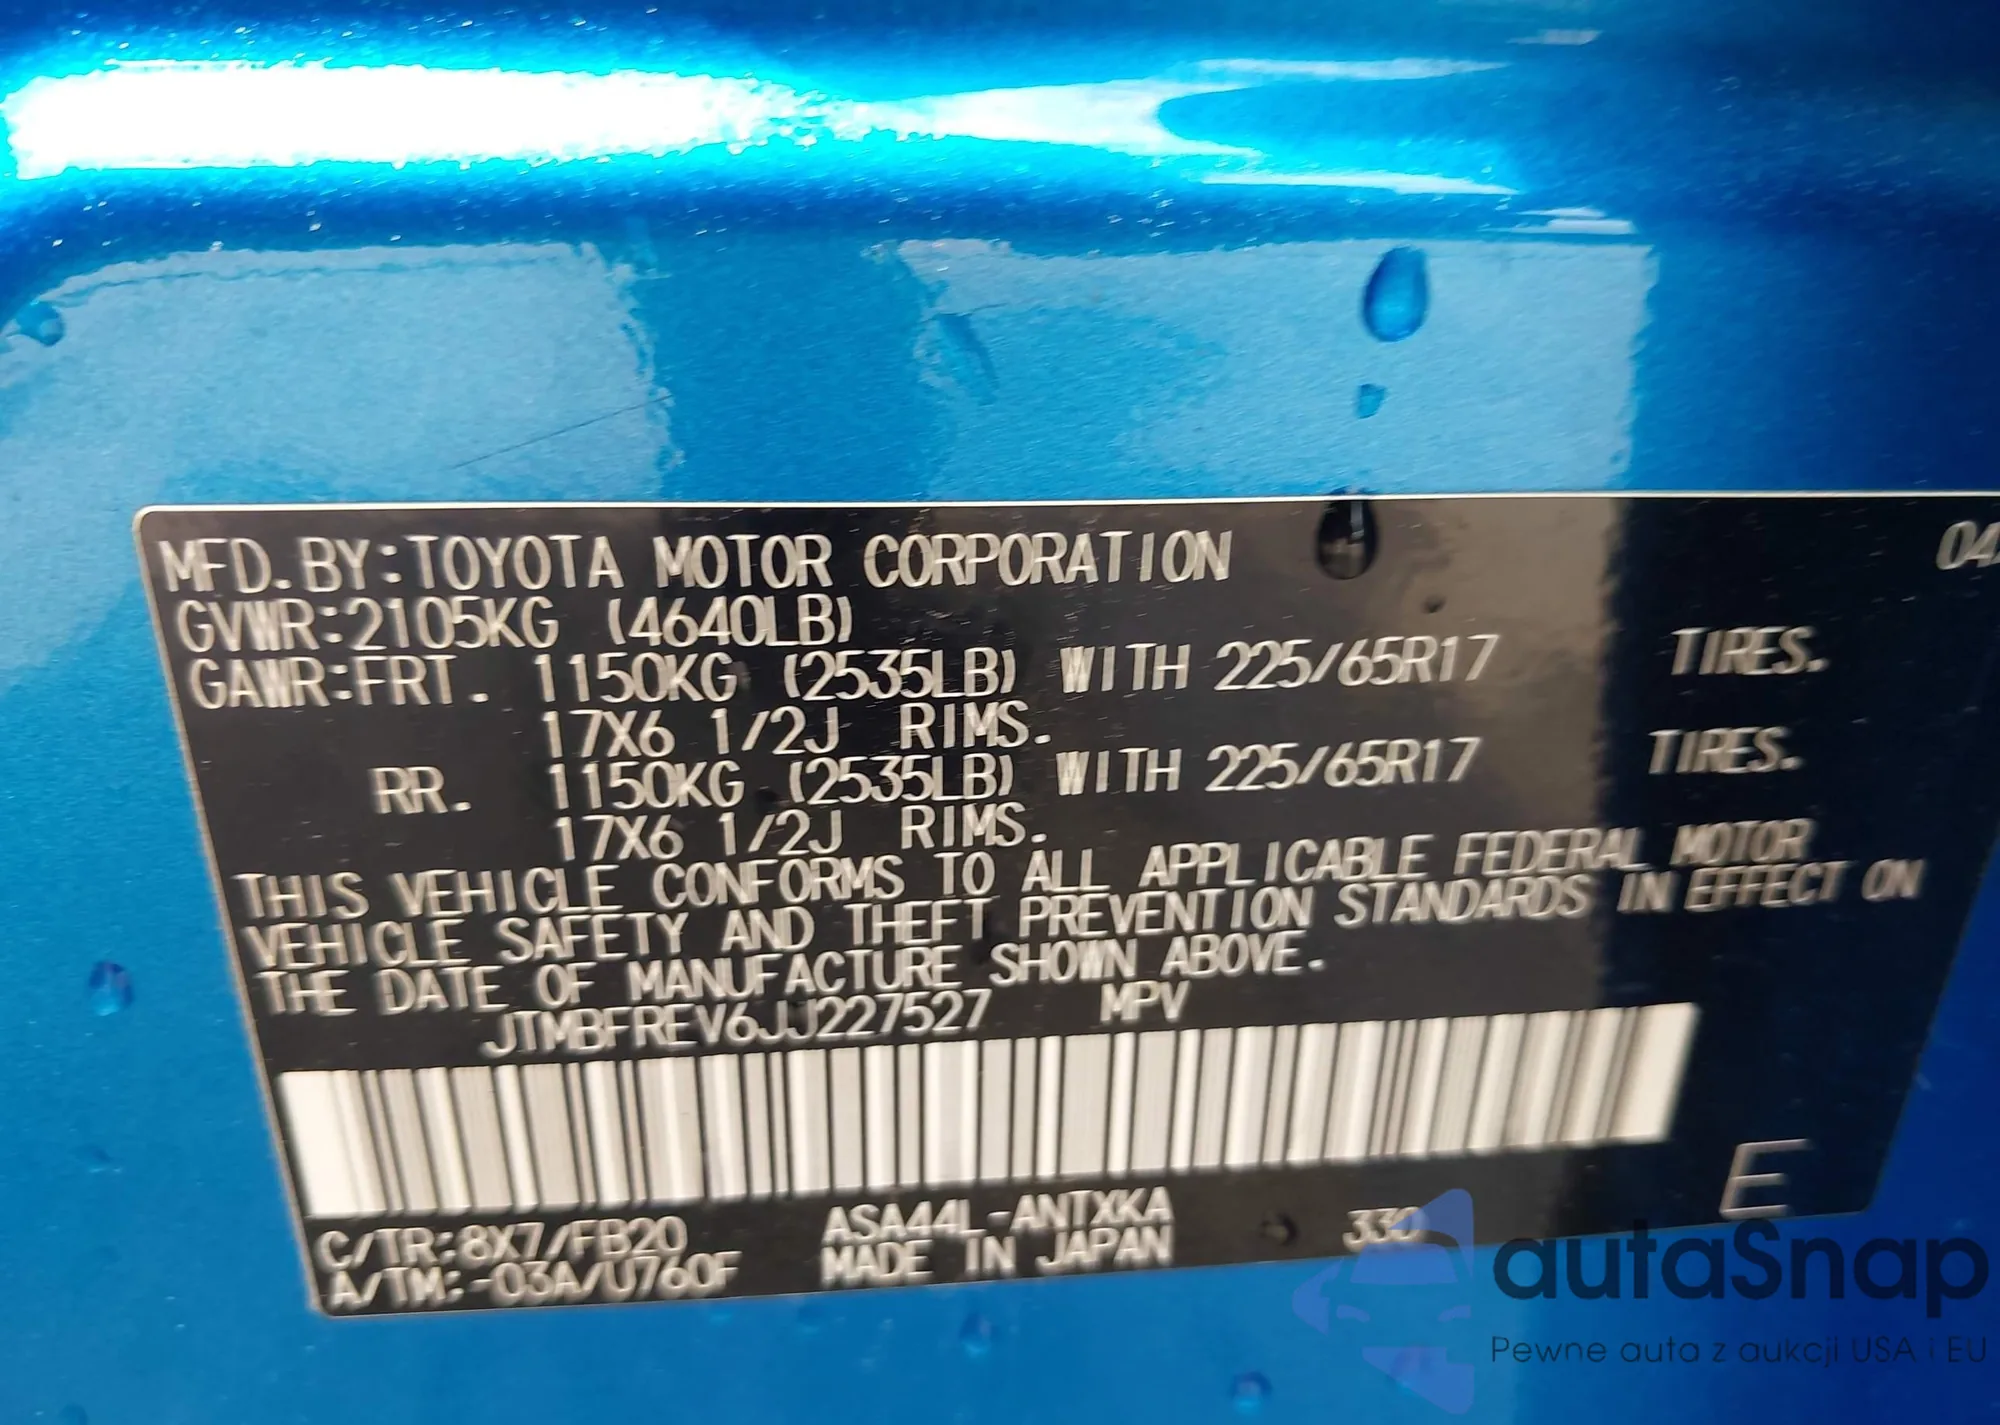 MFD.BY:TOYOTA MOTOR CORPORATION
GVWR:2105KG (4640LB)
GAWR:FRT. 1150KG (2535LB) WITH 225/65R17 TIRES.
17X6 1/2J RIMS.
RR. 1150KG (2535LB) WITH 225/65R17 TIRES.
17X6 1/2J RIMS.
THIS VEHICLE CONFORMS TO ALL APPLICABLE FEDERAL MOTOR
VEHICLE SAFETY AND THEFT PREVENTION STANDARDS IN EFFECT ON
THE DATE OF MANUFACTURE SHOWN ABOVE.
JTMBFREV6JJ227527 MPV
E
C/TR:8X7/FB20 ASA44L-ANTXKA 330
A/TM:-03A/U760F MADE IN JAPAN
autaSnap
Pewne auta z aukcji USA i EU